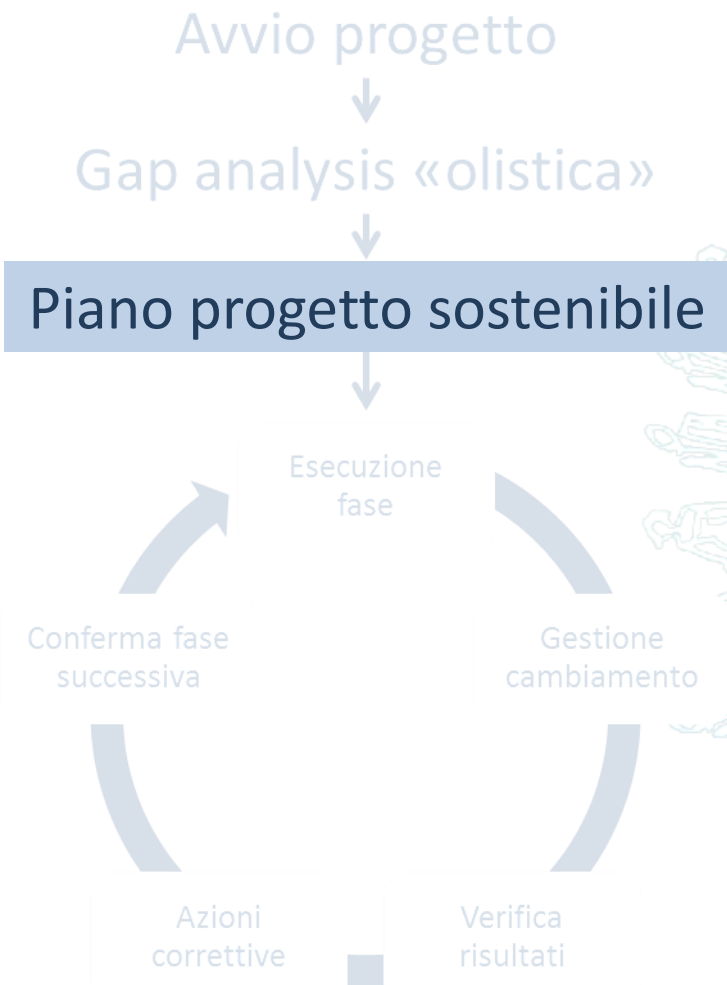 Avvio progetto
Gap analysis «olistica»
Piano progetto sostenibile
Esecuzione
fase
Conferma fase
successiva
Gestione
cambiamento
Azioni
correttive
Verifica
risultati